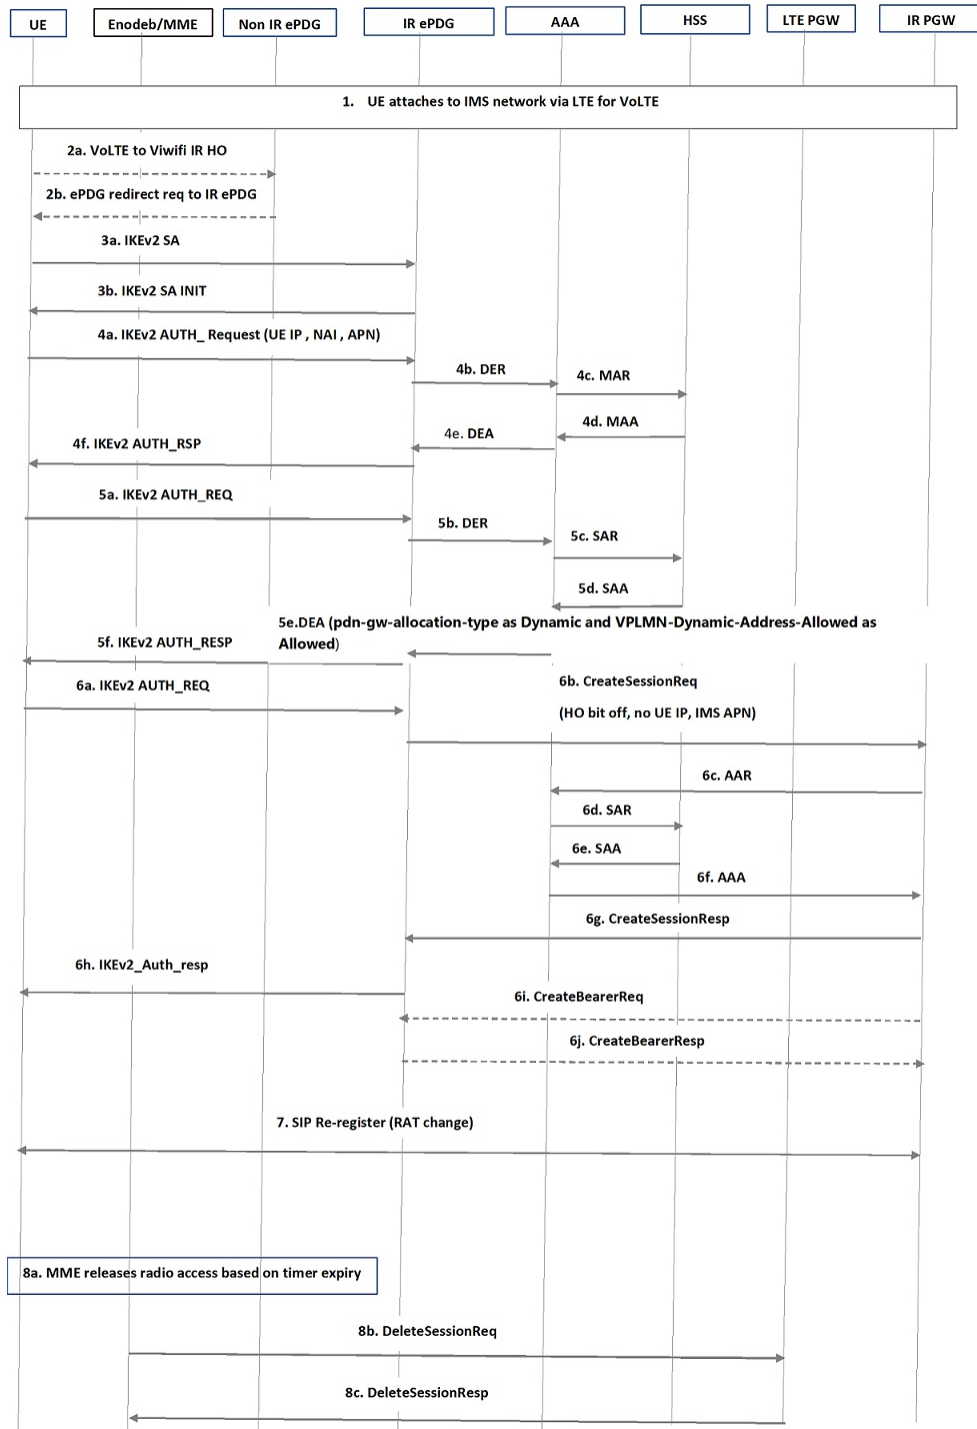 UE
Enodeb/MME
Non IR ePDG
IR ePDG
AAA
HSS
LTE PGW
IR PGW
1. UE attaches to IMS network via LTE for VoLTE
2a. VoLTE to Viwifi IR HO
2b. ePDG redirect req to IR ePDG
3a. IKEv2 SA
3b. IKEv2 SA INIT
4a. IKEv2 AUTH_ Request (UE IP , NAI , APN)
4b. DER
4c. MAR
4d. MAA
4e. DEA
4f. IKEv2 AUTH_RSP
5a. IKEv2 AUTH_REQ
5b. DER
5c. SAR
5d. SAA
5e.DEA (pdn-gw-allocation-type as Dynamic and VPLMN-Dynamic-Address-Allowed as
Allowed)
5f. IKEv2 AUTH_RESP
6a. IKEv2 AUTH_REQ
6b. CreateSessionReq
(HO bit off, no UE IP, IMS APN)
6c. AAR
6d. SAR
6e. SAA
6f. AAA
6g. CreateSessionResp
6h. IKEv2_Auth_resp
6i. CreateBearerReq
6j. CreateBearerResp
7. SIP Re-register (RAT change)
8a. MME releases radio access based on timer expiry
8b. DeleteSessionReq
8c. DeleteSessionResp